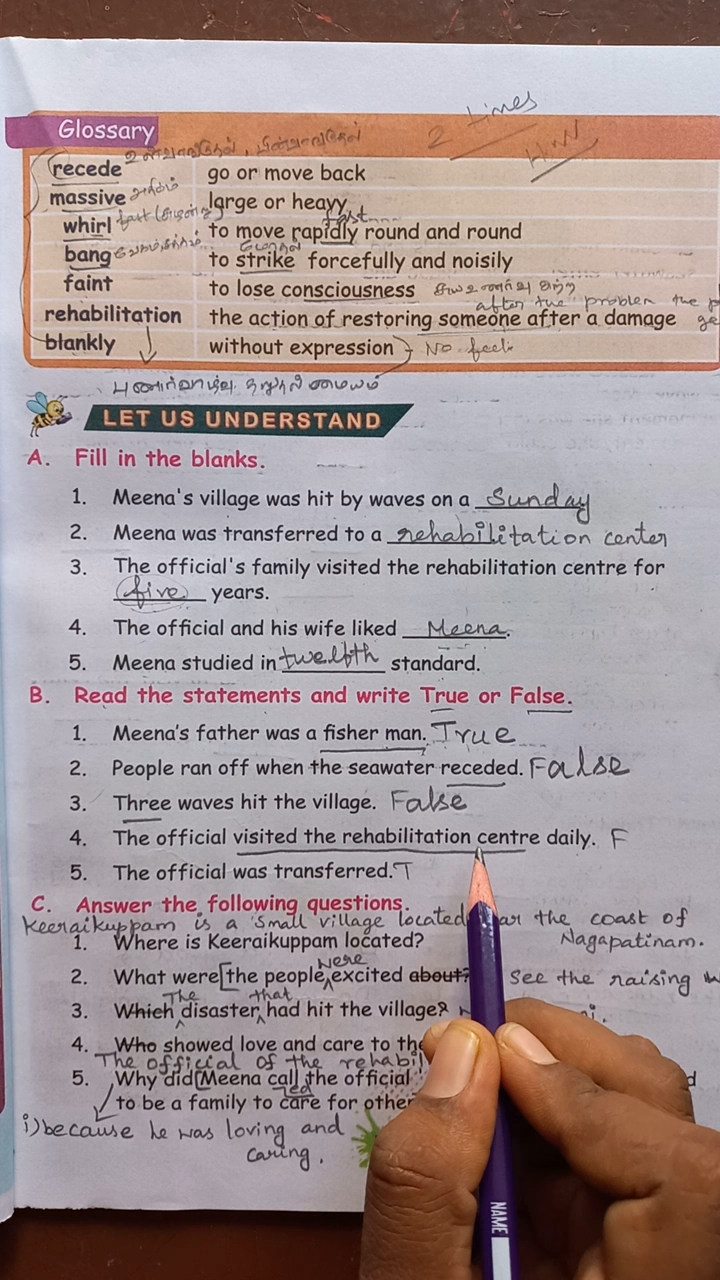 2 times
H.W
Glossary
recede go or move back
massive அதிகம் large or heavy
fast
whirl fast to move rapidly round and round
bang to strike forcefully and noisily
faint to lose consciousness
after the problem the
rehabilitation the action of restoring someone after a damage
blankly without expression No
LET US UNDERSTAND
A. Fill in the blanks.
1. Meena's village was hit by waves on a Sunday
2. Meena was transferred to a rehabilitation center
3. The official's family visited the rehabilitation centre for
five years.
4. The official and his wife liked Meena.
5. Meena studied in twelfth standard.
B. Read the statements and write True or False.
1. Meena's father was a fisher man. True
2. People ran off when the seawater receded. False
3. Three waves hit the village. False
4. The official visited the rehabilitation centre daily. F
5. The official was transferred. T
C. Answer the following questions.
Keeraikuppam is a small village located the coast of
1. Where is Keeraikuppam located? Nagapatinam.
were
2. What were the people excited about? see the raising
The that
3. Which disaster had hit the village?
4. Who showed love and care to
The official of the
5. Why did Meena call the official
led
to be a family to care for other
i) because he was loving and
caring.
NAME